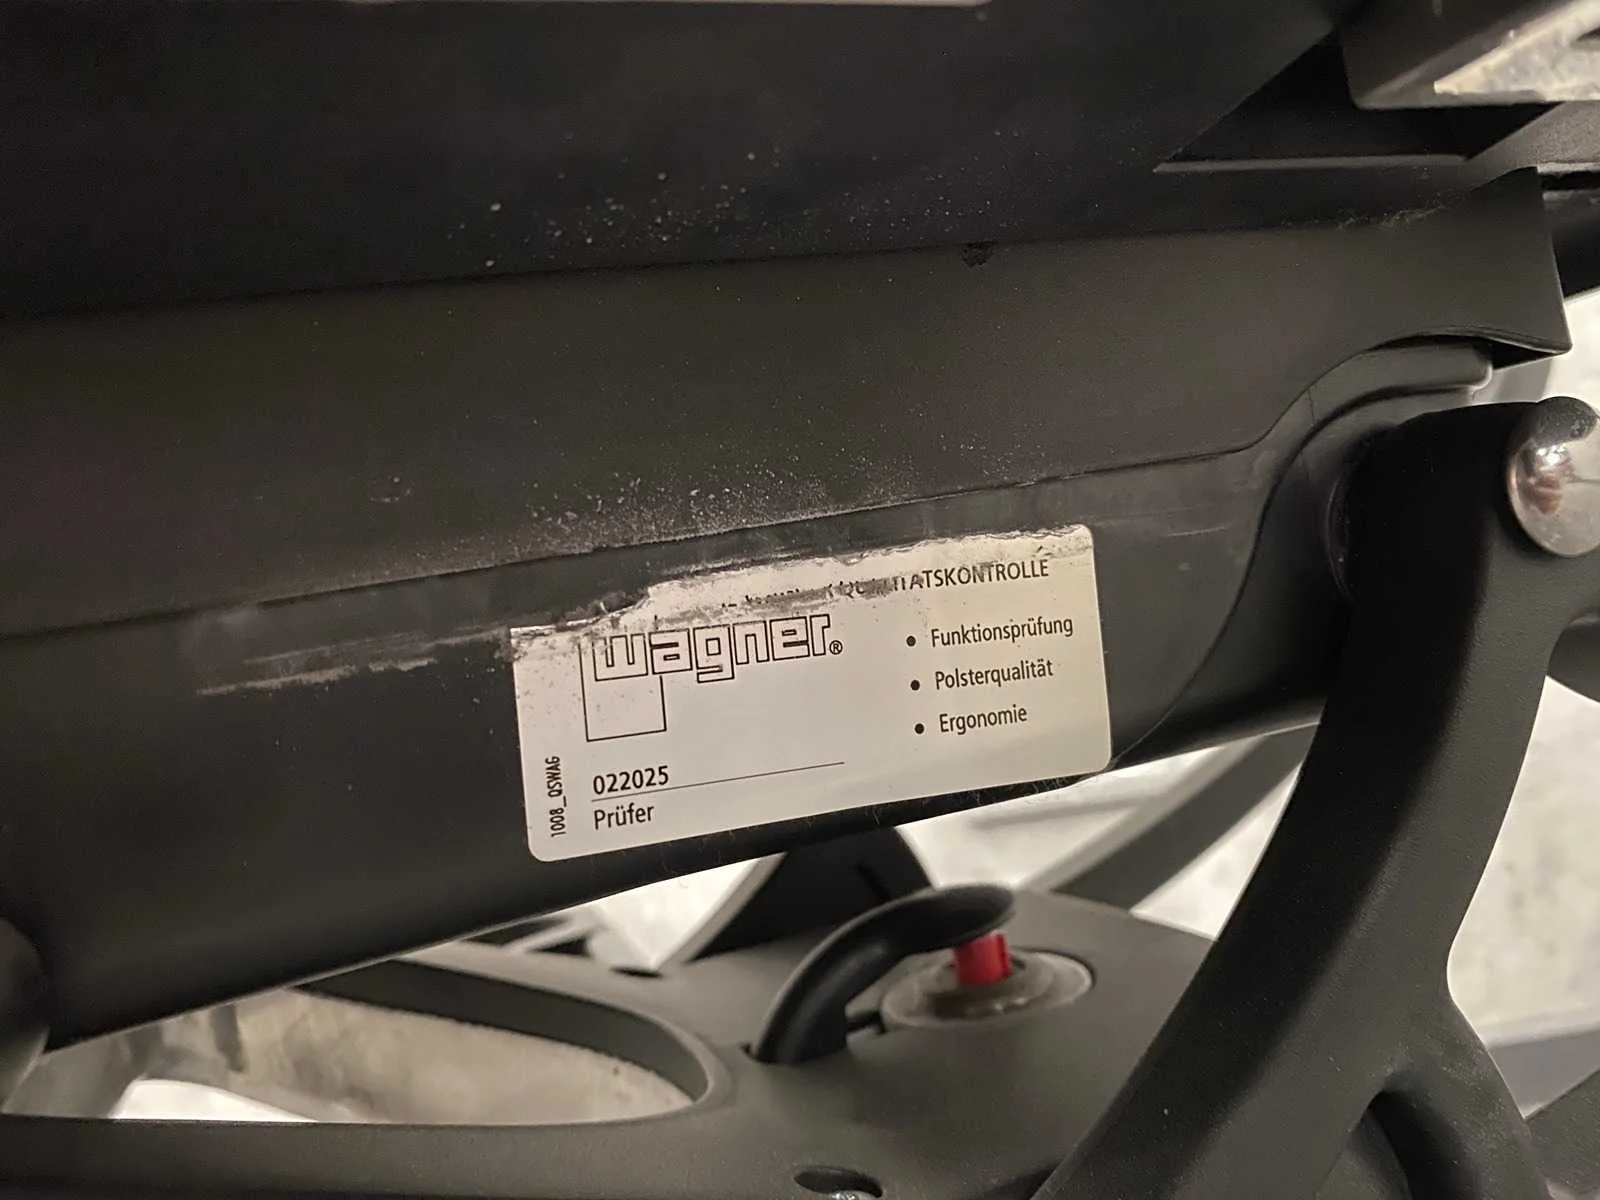 QUALITÄTSKONTROLLE
wagner®
• Funktionsprüfung
• Polsterqualität
• Ergonomie
022025
Prüfer
1008_QSWAG